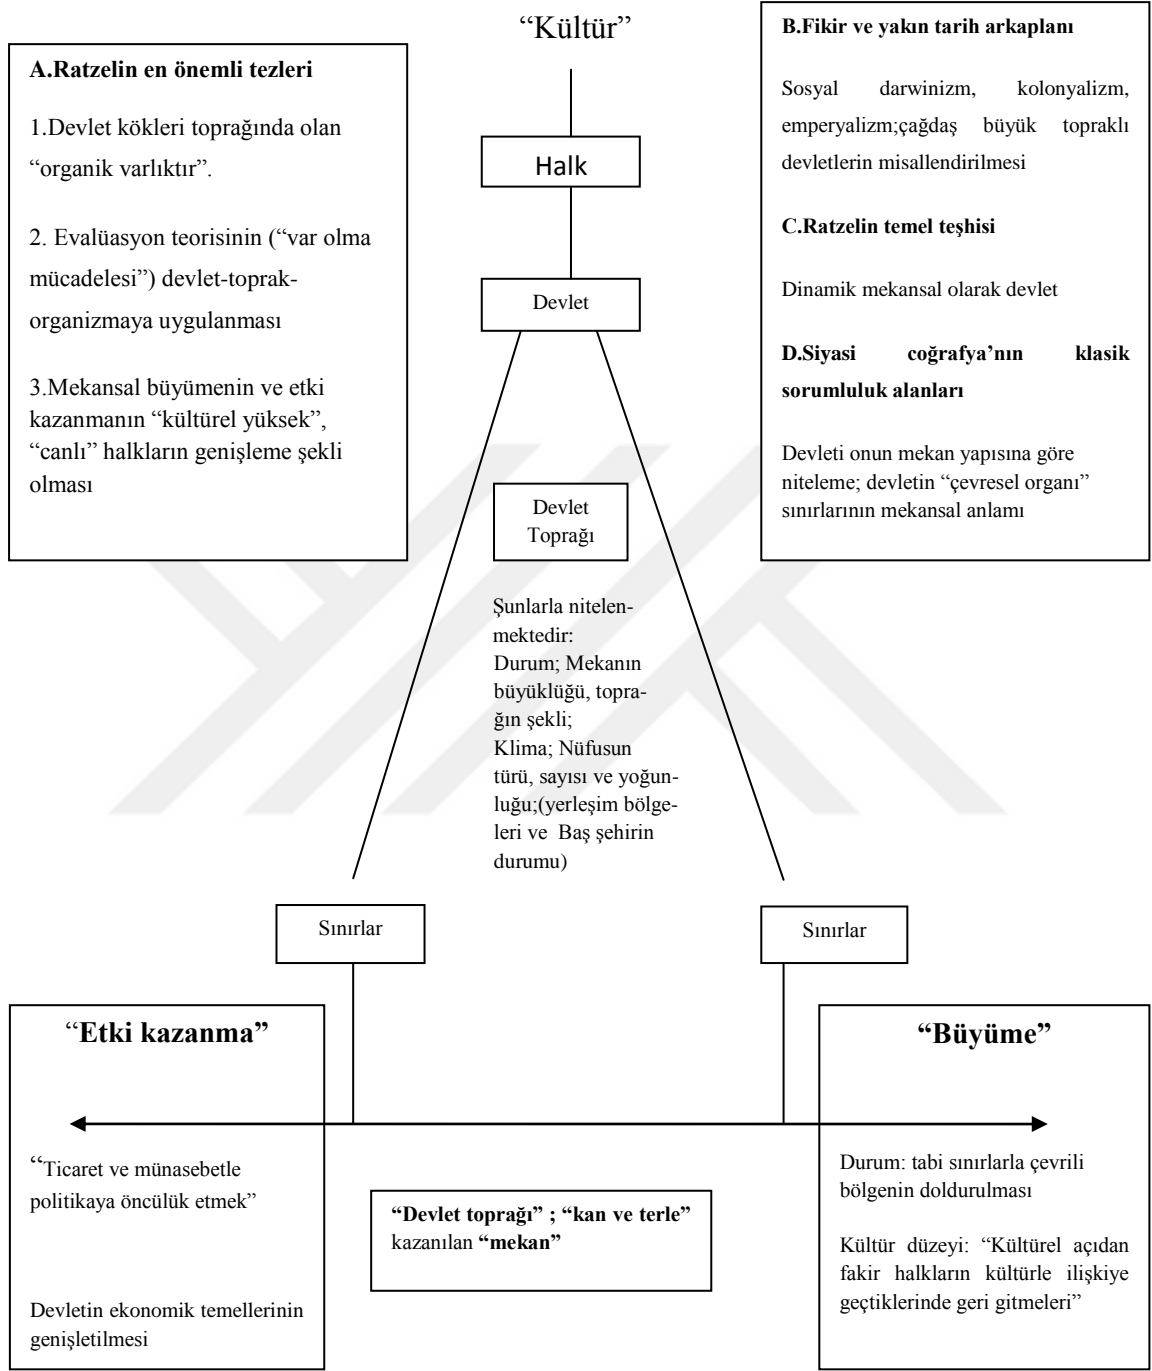 “Kültür”
A.Ratzelin en önemli tezleri
1.Devlet kökleri toprağında olan
“organik varlıktır”.
2. Evalüasyon teorisinin (“var olma
mücadelesi”) devlet-toprak-
organizmaya uygulanması
3.Mekansal büyümenin ve etki
kazanmanın “kültürel yüksek”,
“canlı” halkların genişleme şekli
olması
Halk
Devlet
Devlet
Toprağı
Şunlarla nitelen-
mektedir:
Durum; Mekanın
büyüklüğü, topra-
ğın şekli;
Klima; Nüfusun
türü, sayısı ve yoğun-
luğu;(yerleşim bölge-
leri ve Baş şehirin
durumu)
B.Fikir ve yakın tarih arkaplanı
Sosyal darwinizm, kolonyalizm,
emperyalizm;çağdaş büyük topraklı
devletlerin misallendirilmesi
C.Ratzelin temel teşhisi
Dinamik mekansal olarak devlet
D.Siyasi coğrafya’nın klasik
sorumluluk alanları
Devleti onun mekan yapısına göre
niteleme; devletin “çevresel organı”
sınırlarının mekansal anlamı
Sınırlar
Sınırlar
“Etki kazanma”
“Ticaret ve münasebetle
politikaya öncülük etmek”
Devletin ekonomik temellerinin
genişletilmesi
“Devlet toprağı” ; “kan ve terle”
kazanılan “mekan”
“Büyüme”
Durum: tabi sınırlarla çevrili
bölgenin doldurulması
Kültür düzeyi: “Kültürel açıdan
fakir halkların kültürle ilişkiye
geçtiklerinde geri gitmeleri”